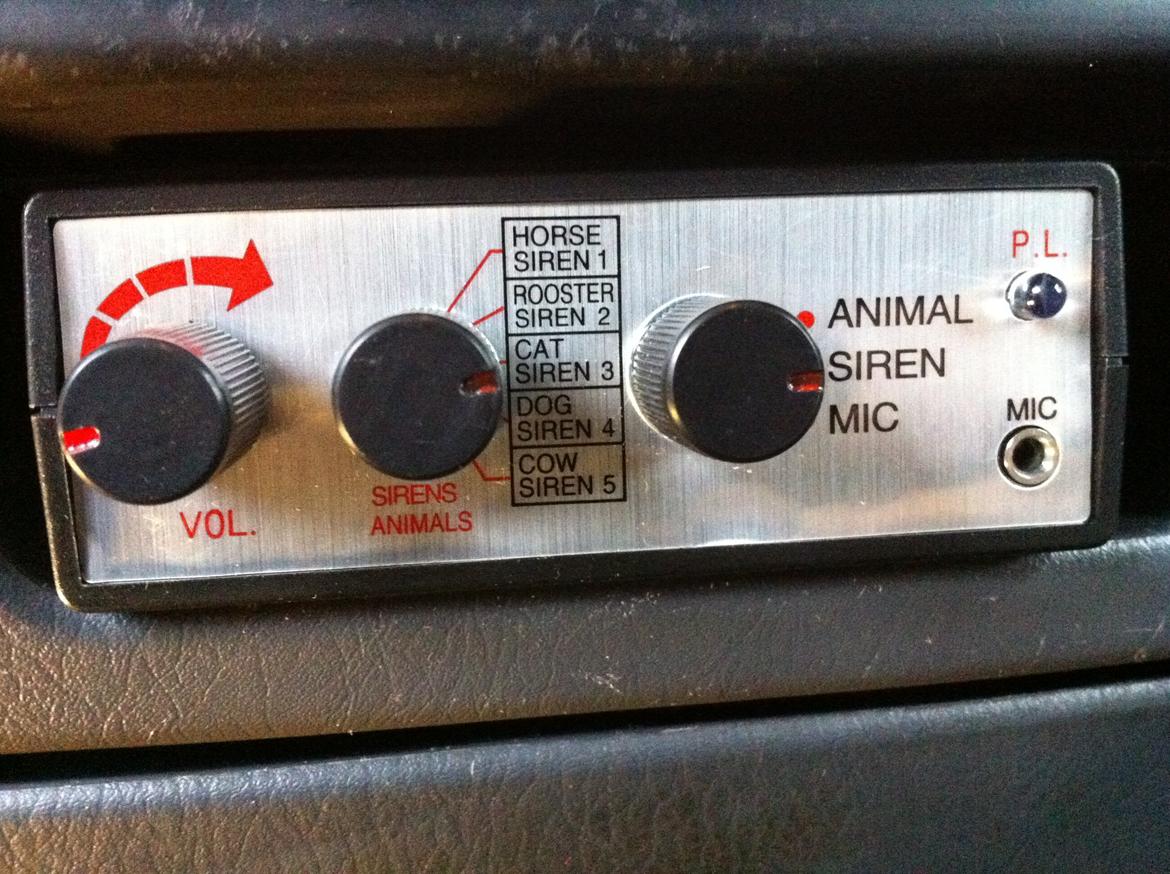 HORSE
SIREN 1
ROOSTER
SIREN 2
CAT
SIREN 3
DOG
SIREN 4
COW
SIREN 5
VOL.
SIRENS
ANIMALS
ANIMAL
SIREN
MIC
P.L.
MIC